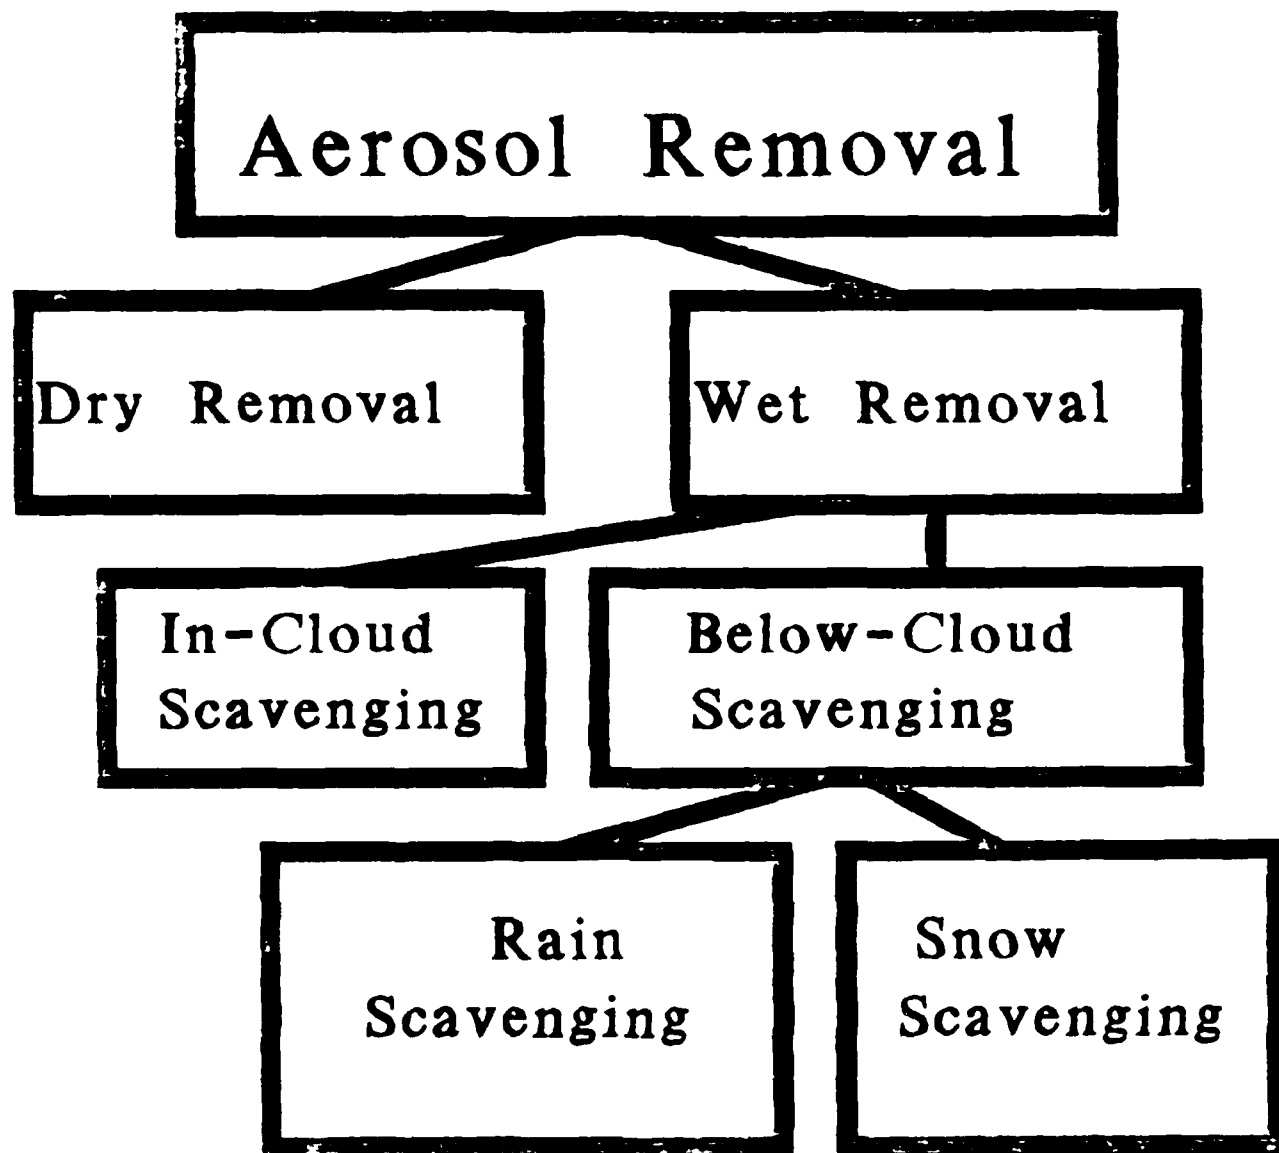 Aerosol Removal
Dry Removal
Wet Removal
In-Cloud
Scavenging
Below-Cloud
Scavenging
Rain
Scavenging
Snow
Scavenging